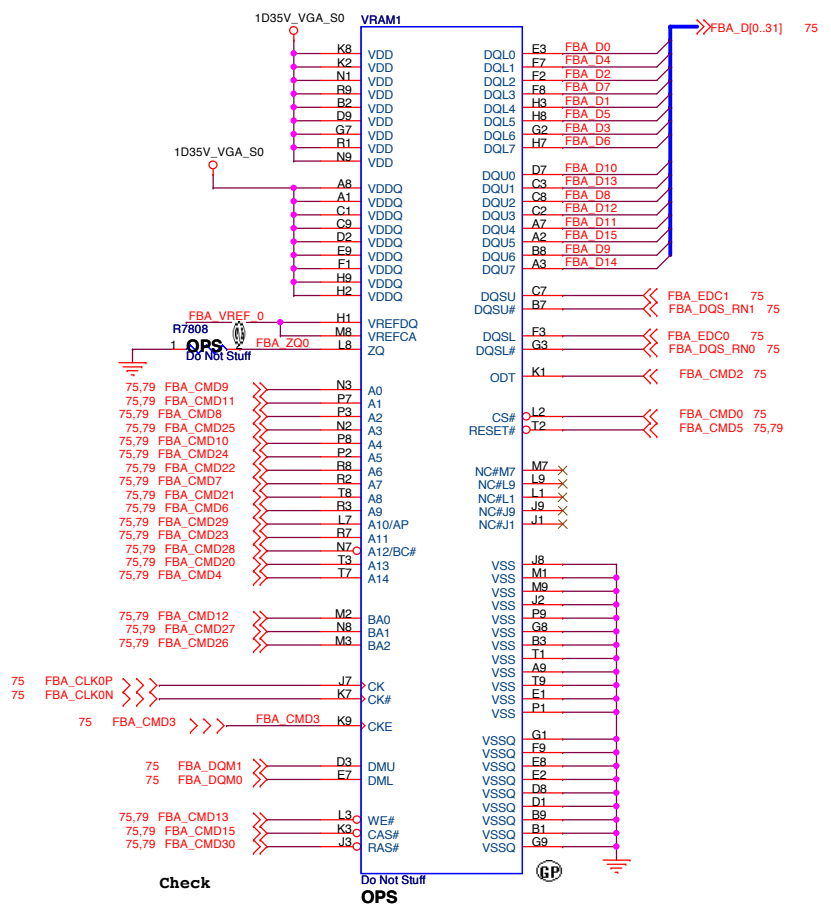 1D35V_VGA_S0
VRAM1
FBA_D[0..31] 75
K8 VDD DQL0 E3 FBA_D0
K2 VDD DQL1 F7 FBA_D4
N1 VDD DQL2 F2 FBA_D2
R9 VDD DQL3 F8 FBA_D7
B2 VDD DQL4 H3 FBA_D1
D9 VDD DQL5 H8 FBA_D5
G7 VDD DQL6 G2 FBA_D3
R1 VDD DQL7 H7 FBA_D6
N9 VDD
1D35V_VGA_S0
DQU0 D7 FBA_D10
A8 VDDQ DQU1 C3 FBA_D13
A1 VDDQ DQU2 C8 FBA_D8
C1 VDDQ DQU3 C2 FBA_D12
C9 VDDQ DQU4 A7 FBA_D11
D2 VDDQ DQU5 A2 FBA_D15
E9 VDDQ DQU6 B8 FBA_D9
F1 VDDQ DQU7 A3 FBA_D14
H9 VDDQ
H2 VDDQ
DQSU C7 FBA_EDC1 75
DQSU# B7 FBA_DQS_RN1 75
FBA_VREF_0 H1 VREFDQ
R7808 M8 VREFCA DQSL F3 FBA_EDC0 75
1 OPS 2 FBA_ZQ0 L8 ZQ DQSL# G3 FBA_DQS_RN0 75
Do Not Stuff
ODT K1 FBA_CMD2 75
75,79 FBA_CMD9 N3 A0
75,79 FBA_CMD11 P7 A1
75,79 FBA_CMD8 P3 A2 CS# L2 FBA_CMD0 75
75,79 FBA_CMD25 N2 A3 RESET# T2 FBA_CMD5 75,79
75,79 FBA_CMD10 P8 A4
75,79 FBA_CMD24 P2 A5
75,79 FBA_CMD22 R8 A6 NC#M7 M7
75,79 FBA_CMD7 R2 A7 NC#L9 L9
75,79 FBA_CMD21 T8 A8 NC#L1 L1
75,79 FBA_CMD6 R3 A9 NC#J9 J9
75,79 FBA_CMD29 L7 A10/AP NC#J1 J1
75,79 FBA_CMD23 R7 A11
75,79 FBA_CMD28 N7 A12/BC#
75,79 FBA_CMD20 T3 A13 VSS J8
75,79 FBA_CMD4 T7 A14 VSS M1
VSS M9
VSS J2
75,79 FBA_CMD12 M2 BA0 VSS P9
75,79 FBA_CMD27 N8 BA1 VSS G8
75,79 FBA_CMD26 M3 BA2 VSS B3
VSS T1
VSS A9
75 FBA_CLK0P J7 CK VSS T9
75 FBA_CLK0N K7 CK# VSS E1
VSS P1
75 FBA_CMD3 FBA_CMD3 K9 CKE
VSSQ G1
VSSQ F9
75 FBA_DQM1 D3 DMU VSSQ E8
75 FBA_DQM0 E7 DML VSSQ E2
VSSQ D8
VSSQ D1
75,79 FBA_CMD13 L3 WE# VSSQ B9
75,79 FBA_CMD15 K3 CAS# VSSQ B1
75,79 FBA_CMD30 J3 RAS# VSSQ G9
GP
Check
Do Not Stuff
OPS